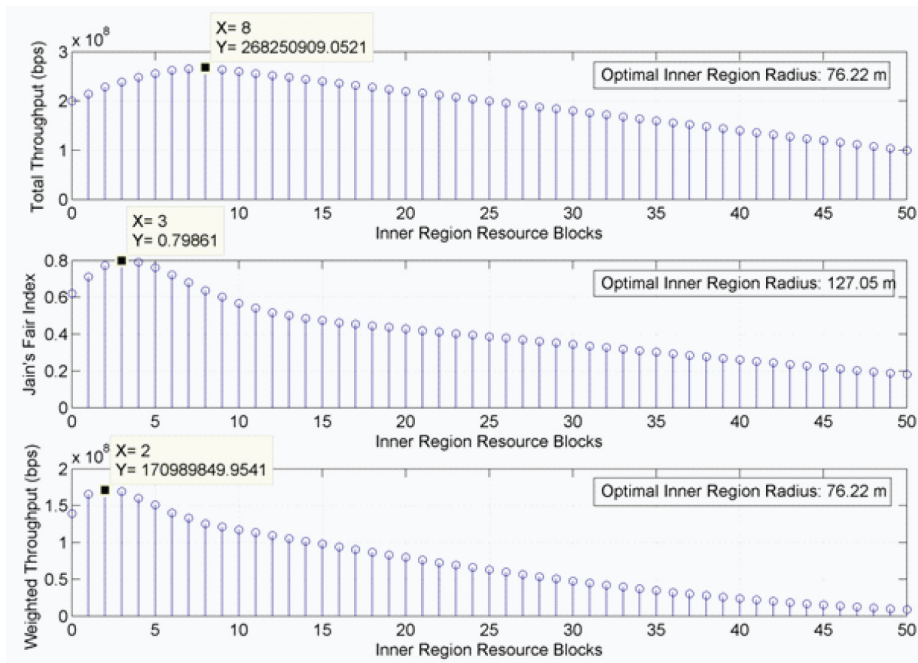 X= 8
Y= 268250909.0521
x 10^8
Total Throughput (bps)
3
2
1
0
Optimal Inner Region Radius: 76.22 m
0 5 10 15 20 25 30 35 40 45 50
Inner Region Resource Blocks
X= 3
Y= 0.79861
Jain's Fair Index
0.8
0.6
0.4
0.2
0
Optimal Inner Region Radius: 127.05 m
0 5 10 15 20 25 30 35 40 45 50
Inner Region Resource Blocks
X= 2
Y= 170989849.9541
x 10^8
Weighted Throughput (bps)
2
1.5
1
0.5
0
Optimal Inner Region Radius: 76.22 m
0 5 10 15 20 25 30 35 40 45 50
Inner Region Resource Blocks